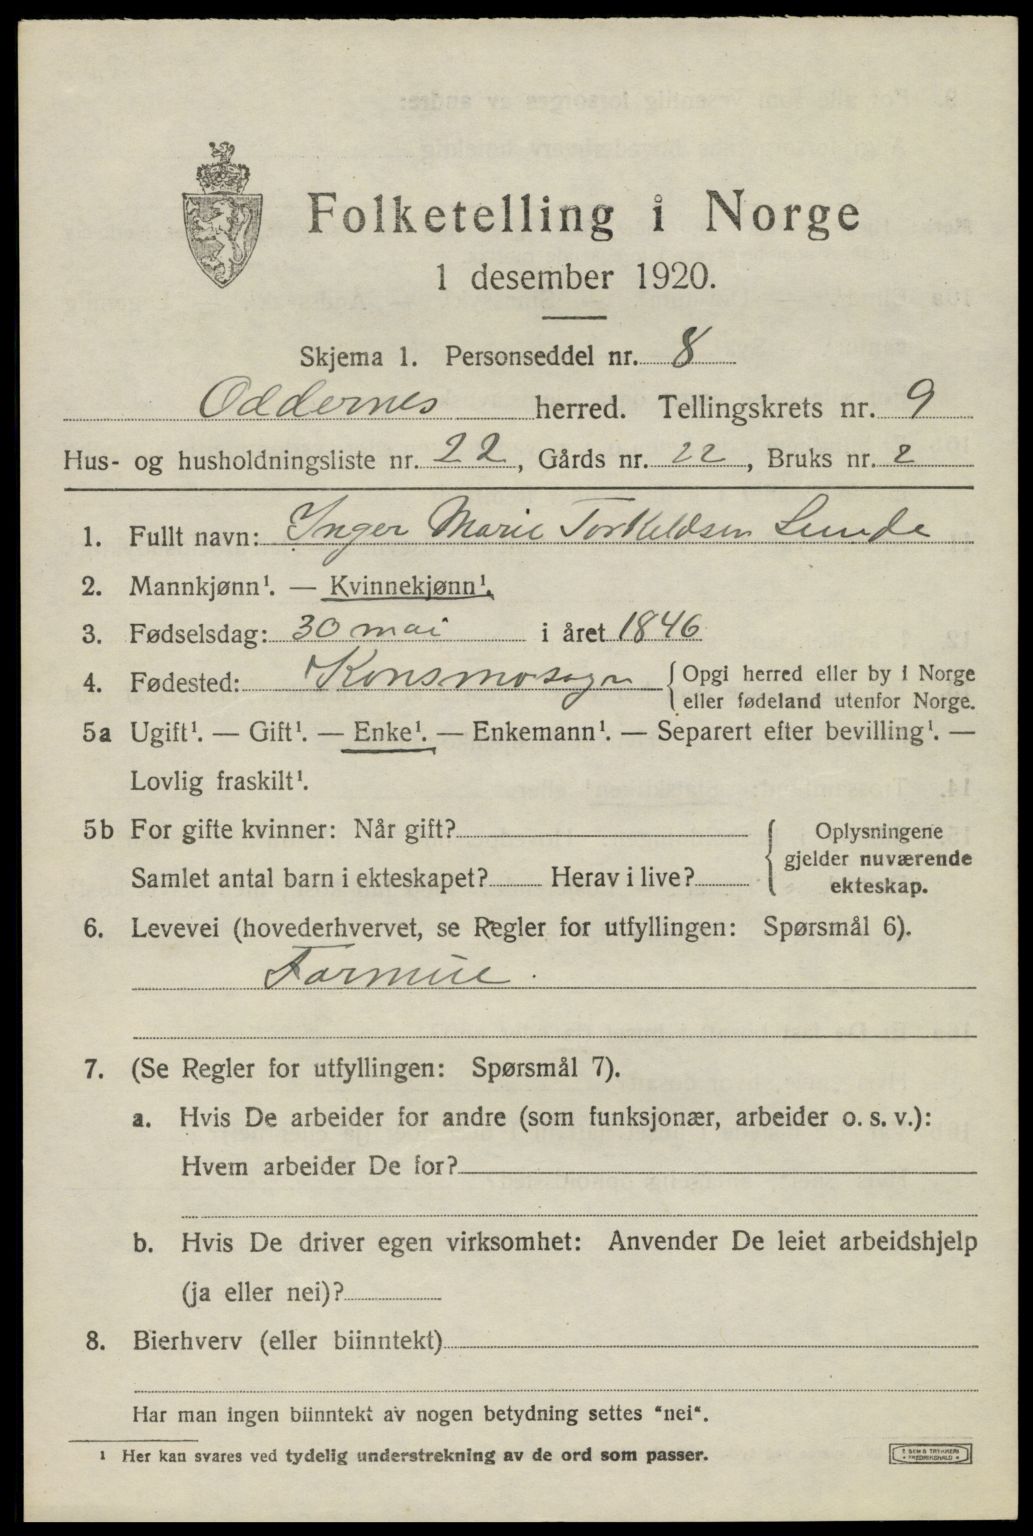 Folketelling i Norge
1 desember 1920.
Skjema 1. Personseddel nr. 8
Oddernes herred. Tellingskrets nr. 9
Hus- og husholdningsliste nr. 22, Gårds nr. 22, Bruks nr. 2
1. Fullt navn: Inger Marie Torkeldsen Lunde
2. Mannkjønn¹. — Kvinnekjønn¹.
3. Fødselsdag: 30 mai i året 1846
4. Fødested: Konsmosogn {Opgi herred eller by i Norge
eller fødeland utenfor Norge.
5a Ugift¹. — Gift¹. — Enke¹. — Enkemann¹. — Separert efter bevilling¹. —
Lovlig fraskilt¹.
5b For gifte kvinner: Når gift?
Samlet antal barn i ekteskapet? Herav i live?
{Oplysningene
gjelder nuværende
ekteskap.
6. Levevei (hovederhvervet, se Regler for utfyllingen: Spørsmål 6).
Formue.
7. (Se Regler for utfyllingen: Spørsmål 7).
a. Hvis De arbeider for andre (som funksjonær, arbeider o. s. v.):
Hvem arbeider De for?
b. Hvis De driver egen virksomhet: Anvender De leiet arbeidshjelp
(ja eller nei)?
8. Bierhverv (eller biinntekt)
Har man ingen biinntekt av nogen betydning settes "nei".
¹ Her kan svares ved tydelig understrekning av de ord som passer.